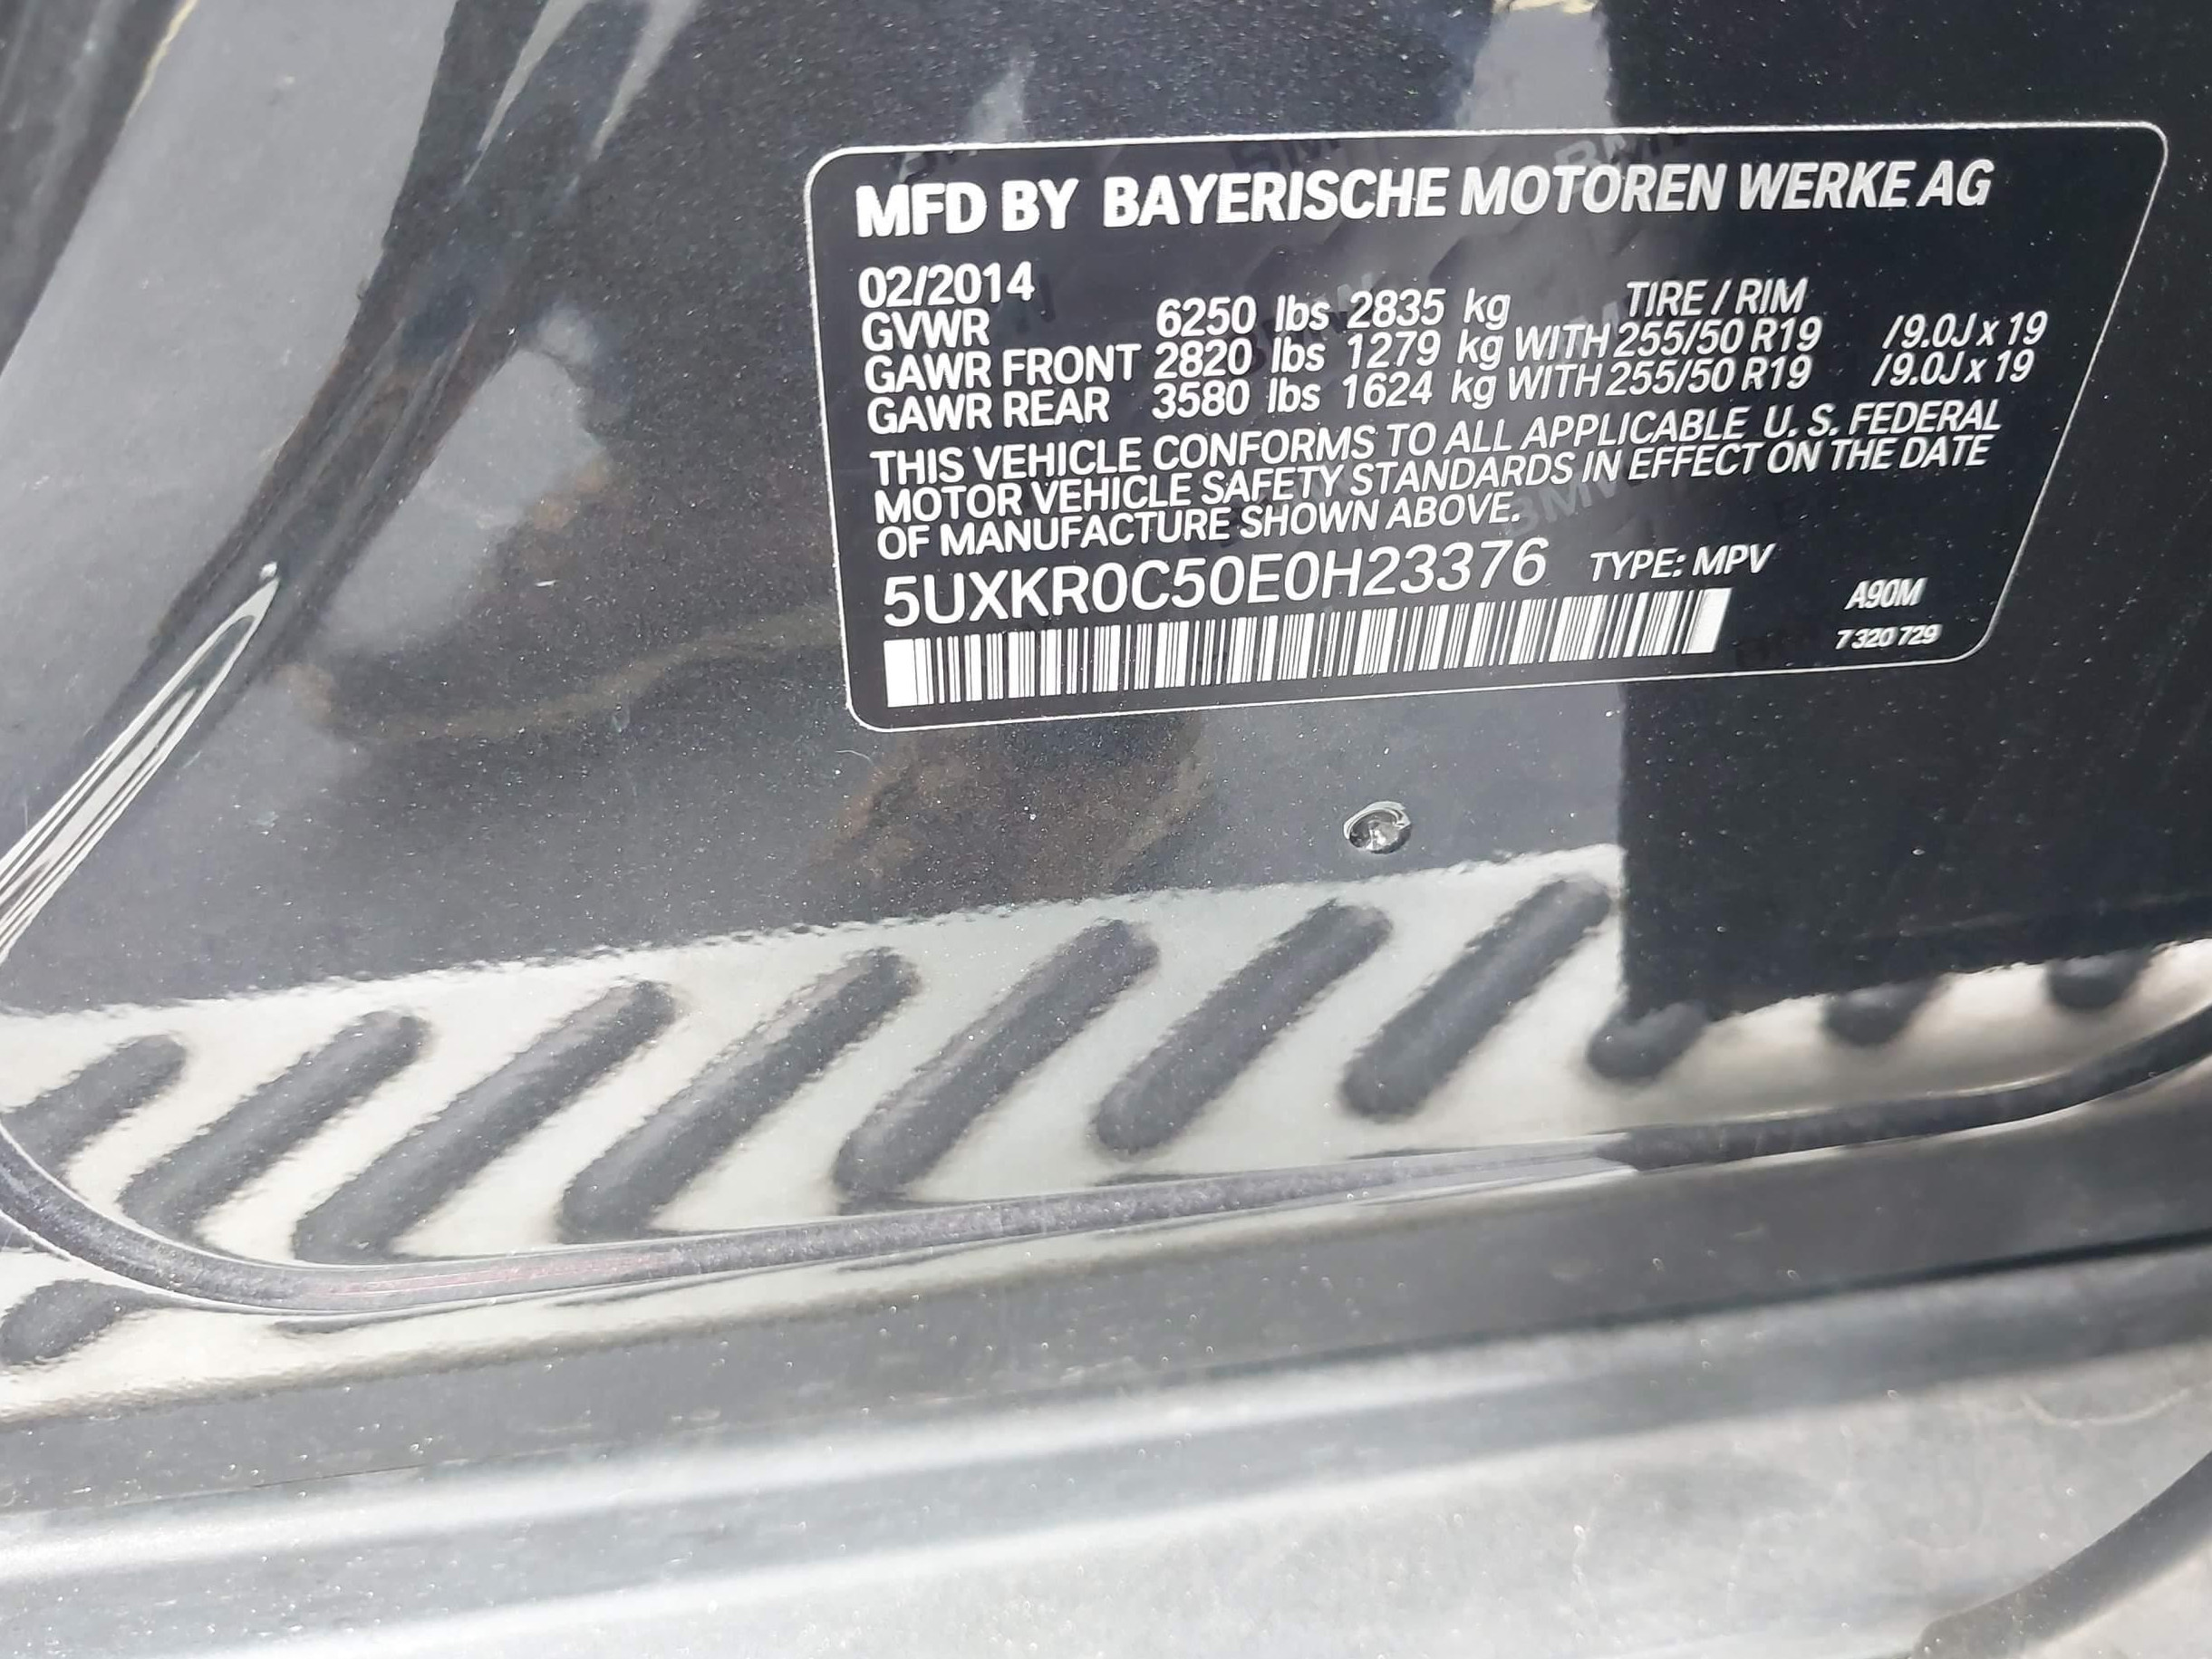 MFD BY BAYERISCHE MOTOREN WERKE AG
02/2014
GVWR 6250 lbs 2835 kg TIRE / RIM
GAWR FRONT 2820 lbs 1279 kg WITH 255/50 R19 /9.0J x 19
GAWR REAR 3580 lbs 1624 kg WITH 255/50 R19 /9.0J x 19
THIS VEHICLE CONFORMS TO ALL APPLICABLE U. S. FEDERAL
MOTOR VEHICLE SAFETY STANDARDS IN EFFECT ON THE DATE
OF MANUFACTURE SHOWN ABOVE.
5UXKR0C50E0H23376 TYPE: MPV
A90M
7 320 729